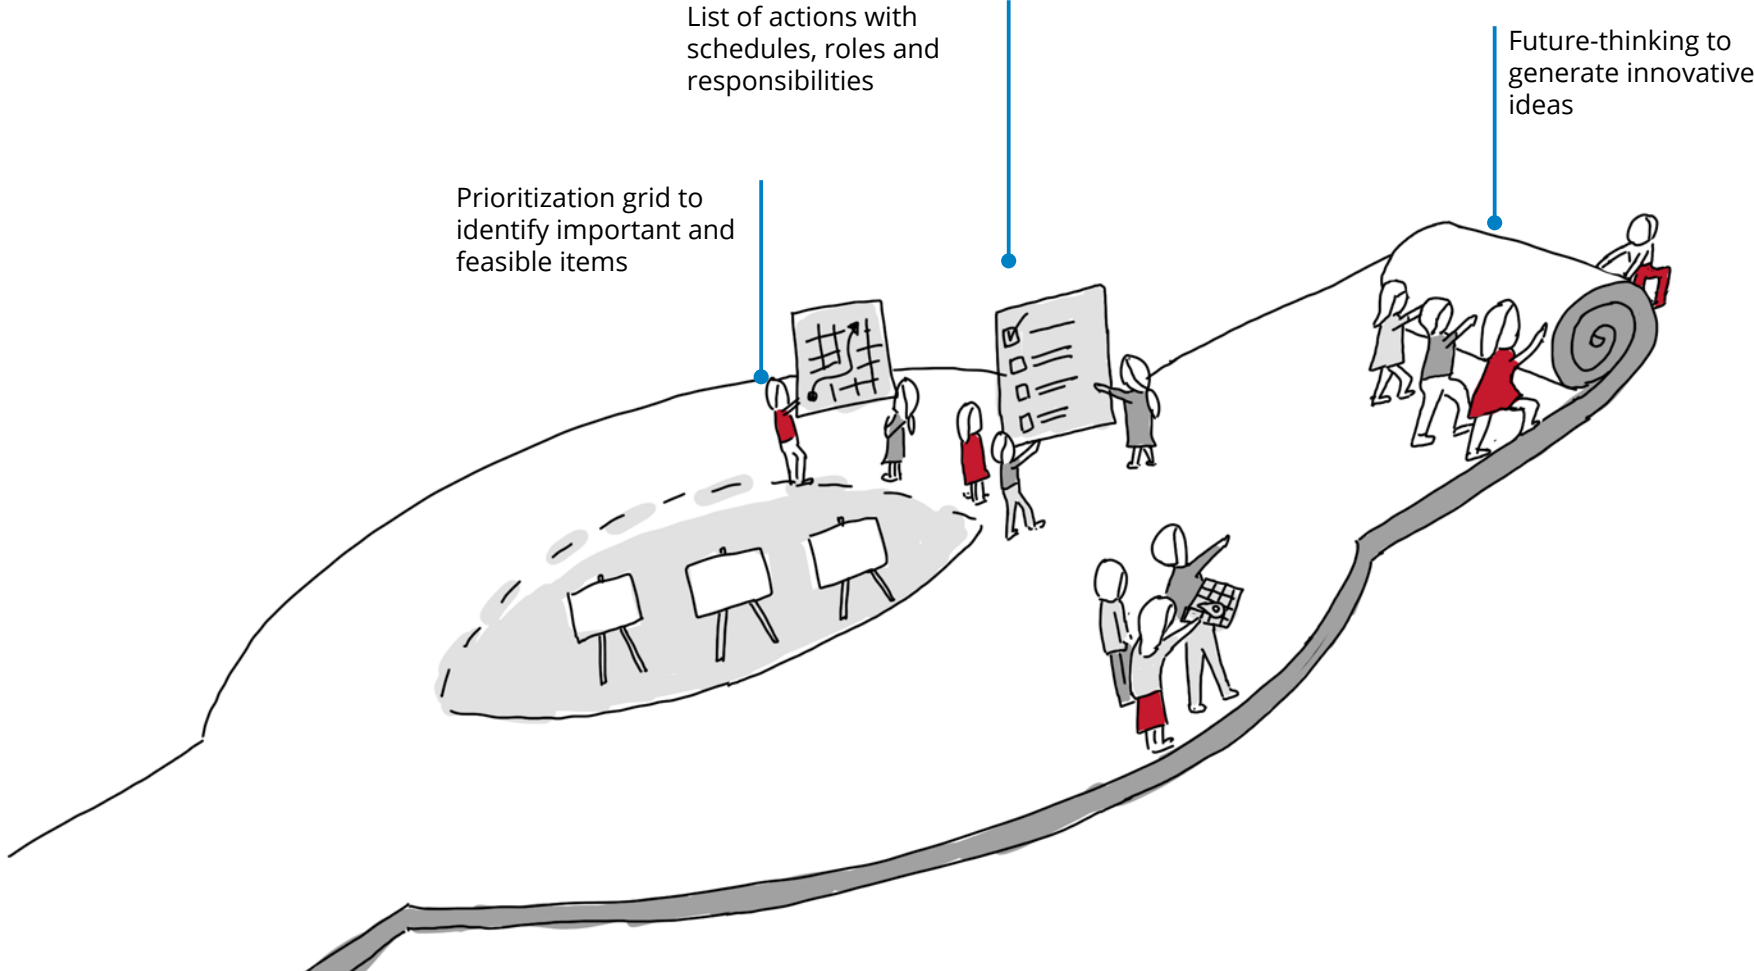 List of actions with
schedules, roles and
responsibilities
Future-thinking to
generate innovative
ideas
Prioritization grid to
identify important and
feasible items